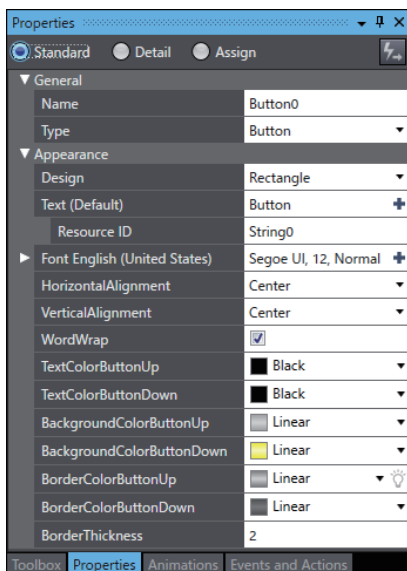 Properties
Standard Detail Assign
General
Name Button0
Type Button
Appearance
Design Rectangle
Text (Default) Button
Resource ID String0
Font English (United States) Segoe UI, 12, Normal
HorizontalAlignment Center
VerticalAlignment Center
WordWrap
TextColorButtonUp Black
TextColorButtonDown Black
BackgroundColorButtonUp Linear
BackgroundColorButtonDown Linear
BorderColorButtonUp Linear
BorderColorButtonDown Linear
BorderThickness 2
Toolbox Properties Animations Events and Actions